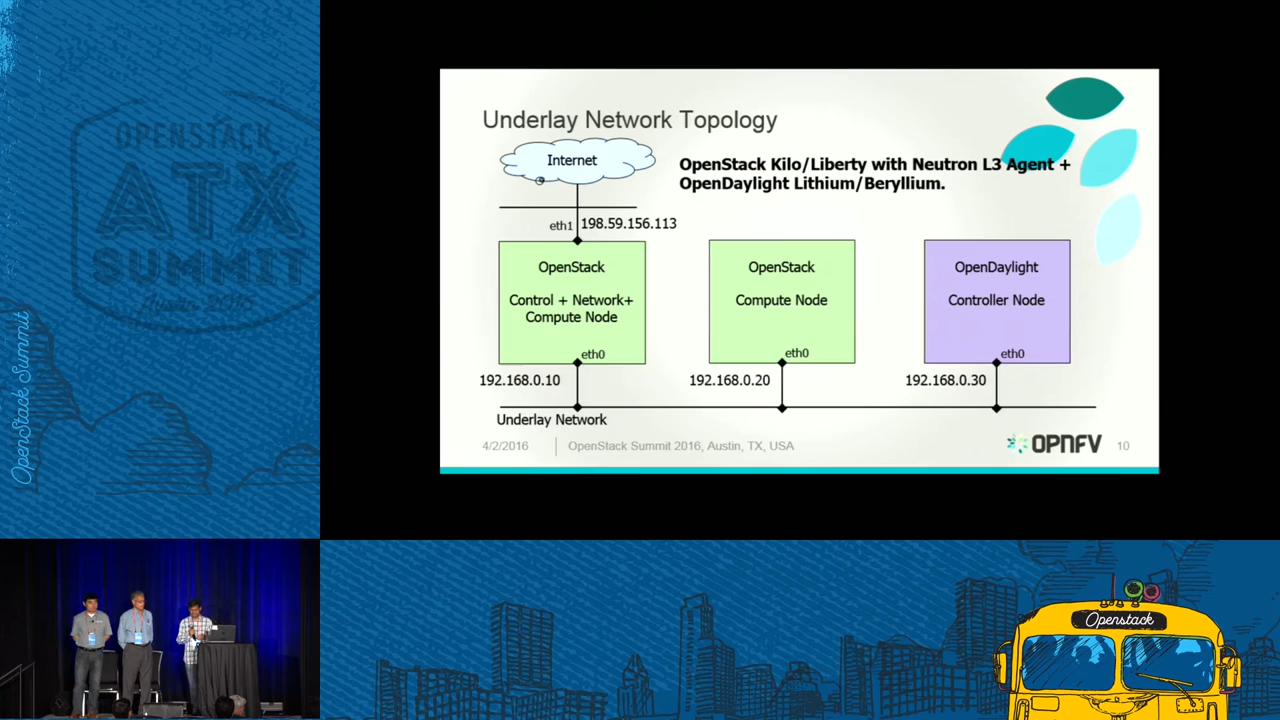 OPENSTACK
ATX
SUMMIT
Austin 2016
OpenStack Summit
Underlay Network Topology
Internet
OpenStack Kilo/Liberty with Neutron L3 Agent +
OpenDaylight Lithium/Beryllium.
eth1
198.59.156.113
OpenStack
Control + Network+
Compute Node
eth0
OpenStack
Compute Node
eth0
OpenDaylight
Controller Node
eth0
192.168.0.10
192.168.0.20
192.168.0.30
Underlay Network
4/2/2016
OpenStack Summit 2016, Austin, TX, USA
OPNFV
10
Openstack